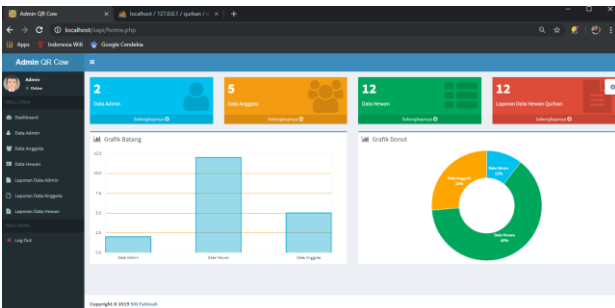 Admin QR Cow
localhost / 127.0.0.1 / qurban / 
localhost/sapi/home.php
Apps
Indonesia Wifi
Google Cendekia
Admin QR Cow
Admin
Online
Dashboard
Data Admin
Data Anggota
Data Hewan
Laporan Data Admin
Laporan Data Anggota
Laporan Data Hewan
Log Out
2
Data Admin
Selengkapnya
5
Data Anggota
Selengkapnya
12
Data Hewan
Selengkapnya
12
Laporan Data Hewan Qurban
Selengkapnya
Grafik Batang
12.5
10.0
7.5
5.0
2.5
0.0
Data Admin
Data Hewan
Data Anggota
Grafik Donut
Data Admin
Data Anggota
Data Hewan
Copyright © 2019 Siti Fatimah